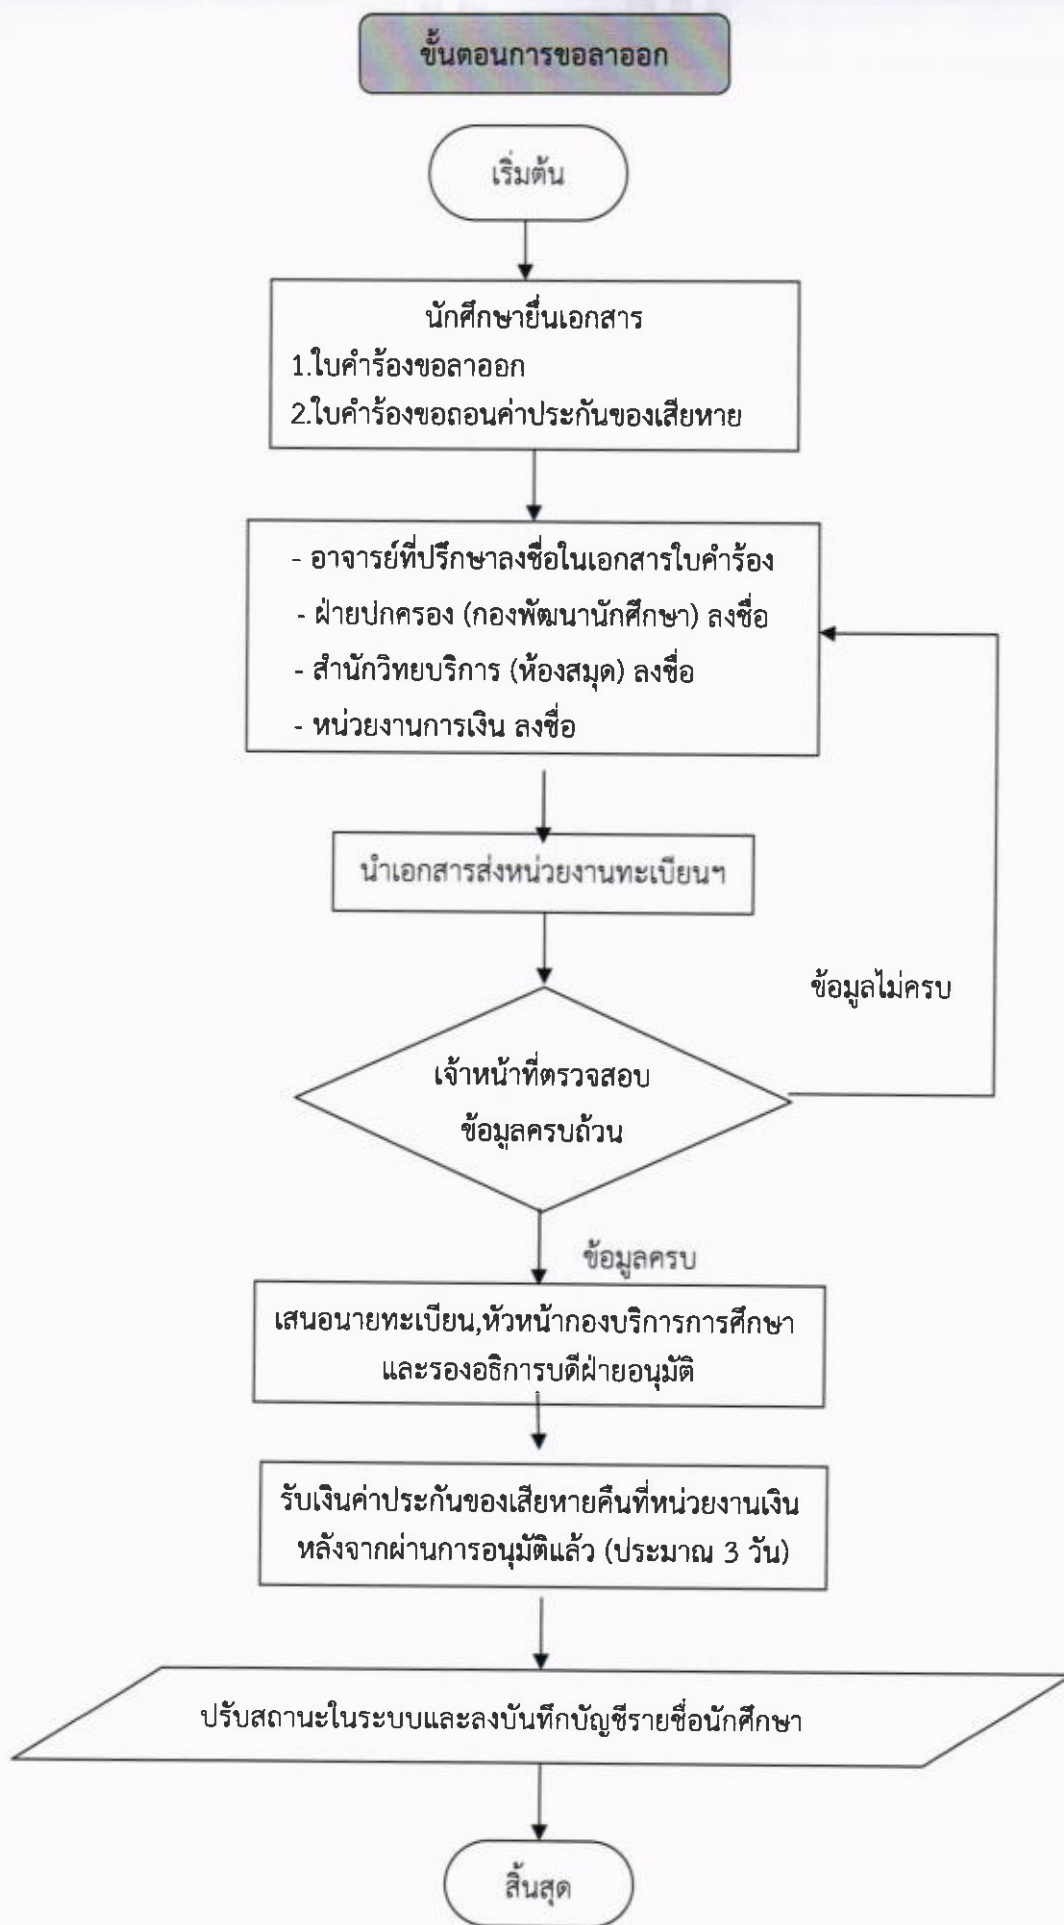 ขั้นตอนการขอลาออก
เริ่มต้น
นักศึกษายื่นเอกสาร
1.ใบคำร้องขอลาออก
2.ใบคำร้องขอถอนค่าประกันของเสียหาย
- อาจารย์ที่ปรึกษาลงชื่อในเอกสารใบคำร้อง
- ฝ่ายปกครอง (กองพัฒนานักศึกษา) ลงชื่อ
- สำนักวิทยบริการ (ห้องสมุด) ลงชื่อ
- หน่วยงานการเงิน ลงชื่อ
นำเอกสารส่งหน่วยงานทะเบียนฯ
ข้อมูลไม่ครบ
เจ้าหน้าที่ตรวจสอบ
ข้อมูลครบถ้วน
ข้อมูลครบ
เสนอนายทะเบียน,หัวหน้ากองบริการการศึกษา
และรองอธิการบดีฝ่ายอนุมัติ
รับเงินค่าประกันของเสียหายคืนที่หน่วยงานเงิน
หลังจากผ่านการอนุมัติแล้ว (ประมาณ 3 วัน)
ปรับสถานะในระบบและลงบันทึกบัญชีรายชื่อนักศึกษา
สิ้นสุด